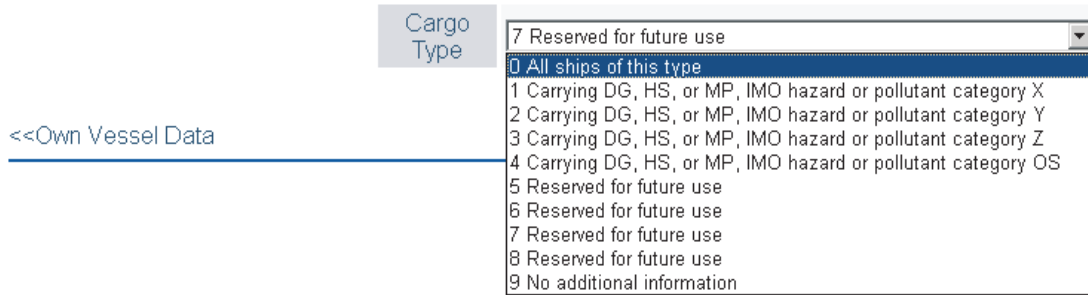 Cargo
Type
7 Reserved for future use
0 All ships of this type
1 Carrying DG, HS, or MP, IMO hazard or pollutant category X
2 Carrying DG, HS, or MP, IMO hazard or pollutant category Y
3 Carrying DG, HS, or MP, IMO hazard or pollutant category Z
4 Carrying DG, HS, or MP, IMO hazard or pollutant category OS
5 Reserved for future use
6 Reserved for future use
7 Reserved for future use
8 Reserved for future use
9 No additional information
<<Own Vessel Data